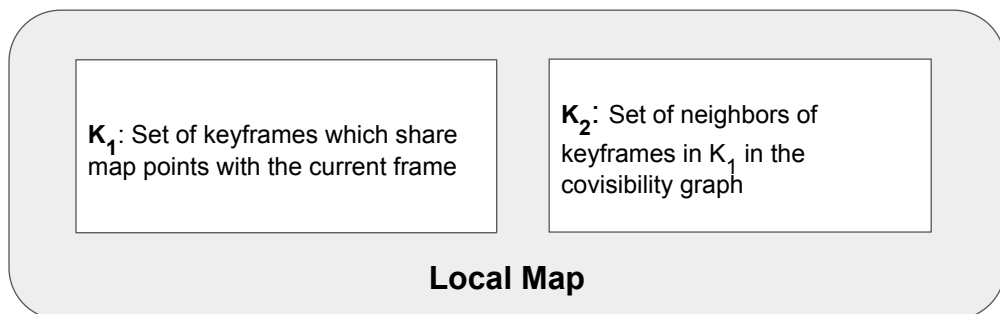 K₁: Set of keyframes which share
map points with the current frame
K₂: Set of neighbors of
keyframes in K₁ in the
covisibility graph
Local Map